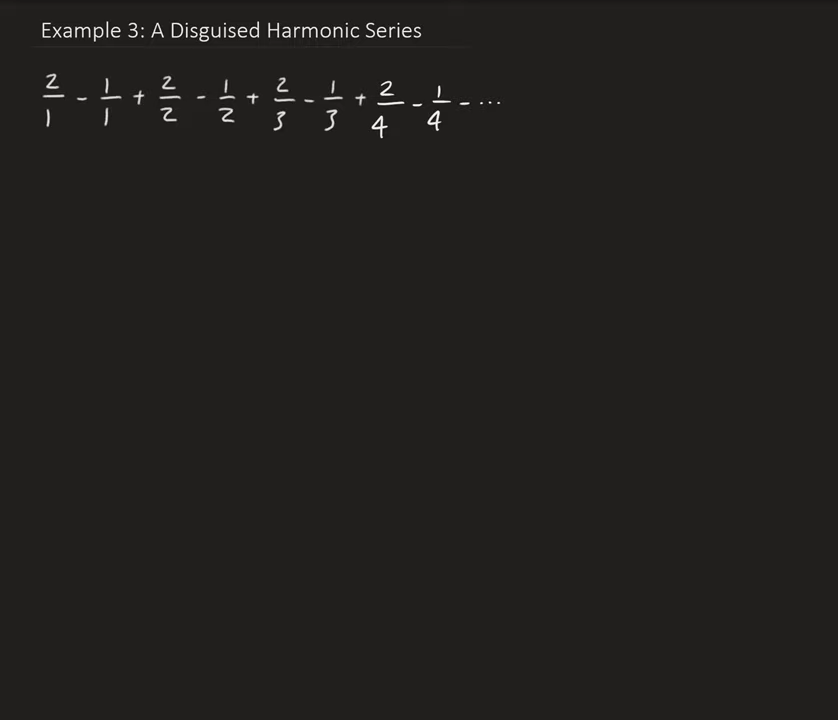 Example 3: A Disguised Harmonic Series
2/1 - 1/1 + 2/2 - 1/2 + 2/3 - 1/3 + 2/4 - 1/4 - ...